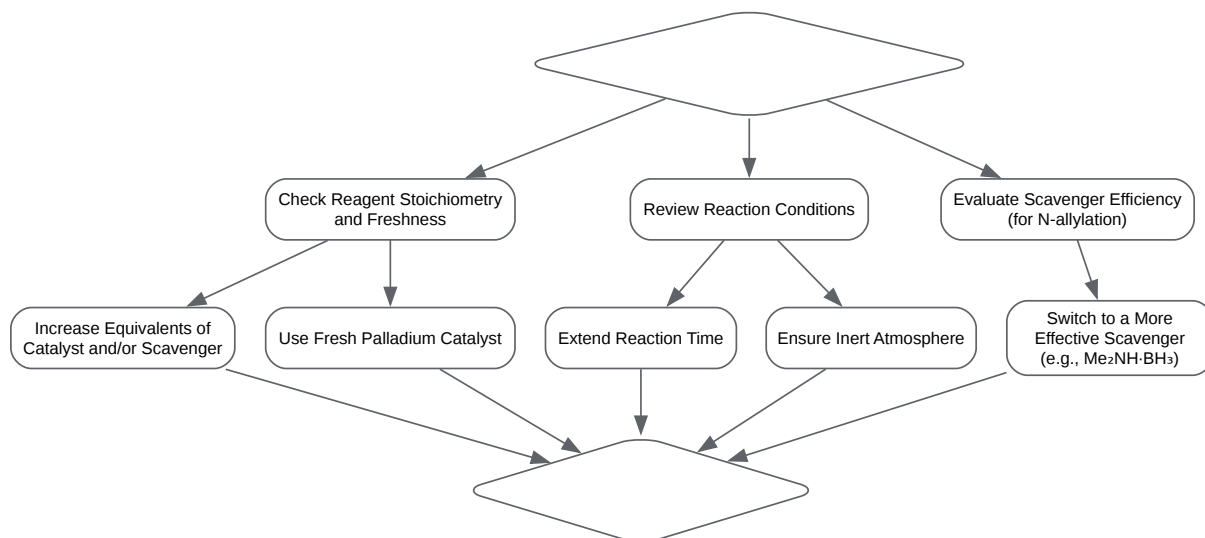 Check Reagent Stoichiometry
and Freshness
Review Reaction Conditions
Evaluate Scavenger Efficiency
(for N-allylation)
Increase Equivalents of
Catalyst and/or Scavenger
Use Fresh Palladium Catalyst
Extend Reaction Time
Ensure Inert Atmosphere
Switch to a More
Effective Scavenger
(e.g., Me₂NH·BH₃)